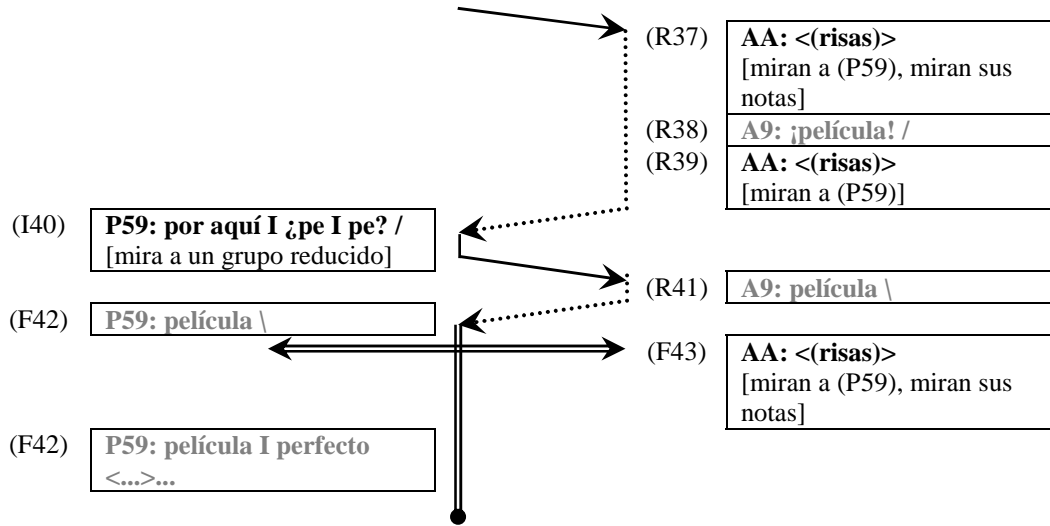 (R37) AA: <(risas)>
[miran a (P59), miran sus
notas]
(R38) A9: ¡película! /
(R39) AA: <(risas)>
[miran a (P59)]
(I40) P59: por aquí I ¿pe I pe? /
[mira a un grupo reducido]
(R41) A9: película \
(F42) P59: película \
(F43) AA: <(risas)>
[miran a (P59), miran sus
notas]
(F42) P59: película I perfecto
<...>...